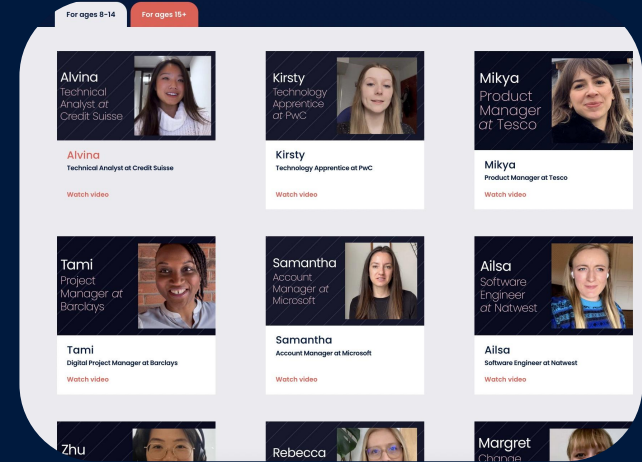 For ages 8-14
For ages 15+
Alvina
Technical
Analyst at
Credit Suisse
Alvina
Technical Analyst at Credit Suisse
Watch video
Kirsty
Technology
Apprentice
at PwC
Kirsty
Technology Apprentice at PwC
Watch video
Mikya
Product
Manager
at Tesco
Mikya
Product Manager at Tesco
Watch video
Tami
Project
Manager at
Barclays
Tami
Digital Project Manager at Barclays
Watch video
Samantha
Account
Manager at
Microsoft
Samantha
Account Manager at Microsoft
Watch video
Ailsa
Software
Engineer
at Natwest
Ailsa
Software Engineer at Natwest
Watch video
Zhu
Rebecca
Margret
Change